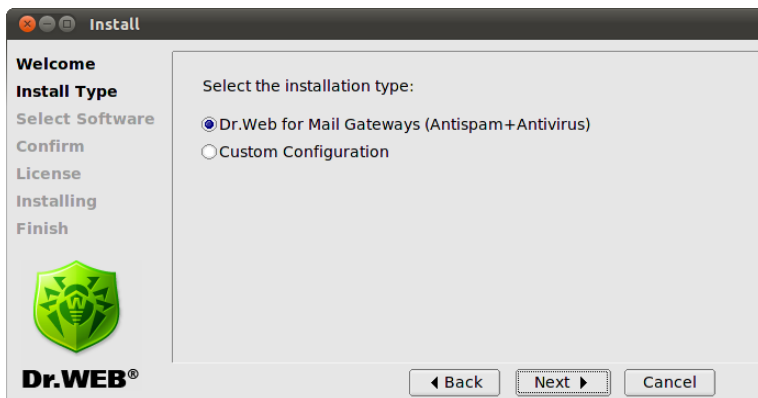 Install
Welcome
Install Type
Select Software
Confirm
License
Installing
Finish
Select the installation type:
Dr.Web for Mail Gateways (Antispam+Antivirus)
Custom Configuration
Dr.WEB®
Back
Next
Cancel